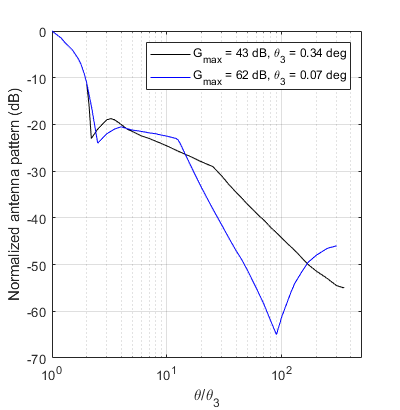 0
-10
-20
-30
-40
-50
-60
-70
Normalized antenna pattern (dB)
G_max = 43 dB, θ_3 = 0.34 deg
G_max = 62 dB, θ_3 = 0.07 deg
10^0 10^1 10^2
θ/θ_3